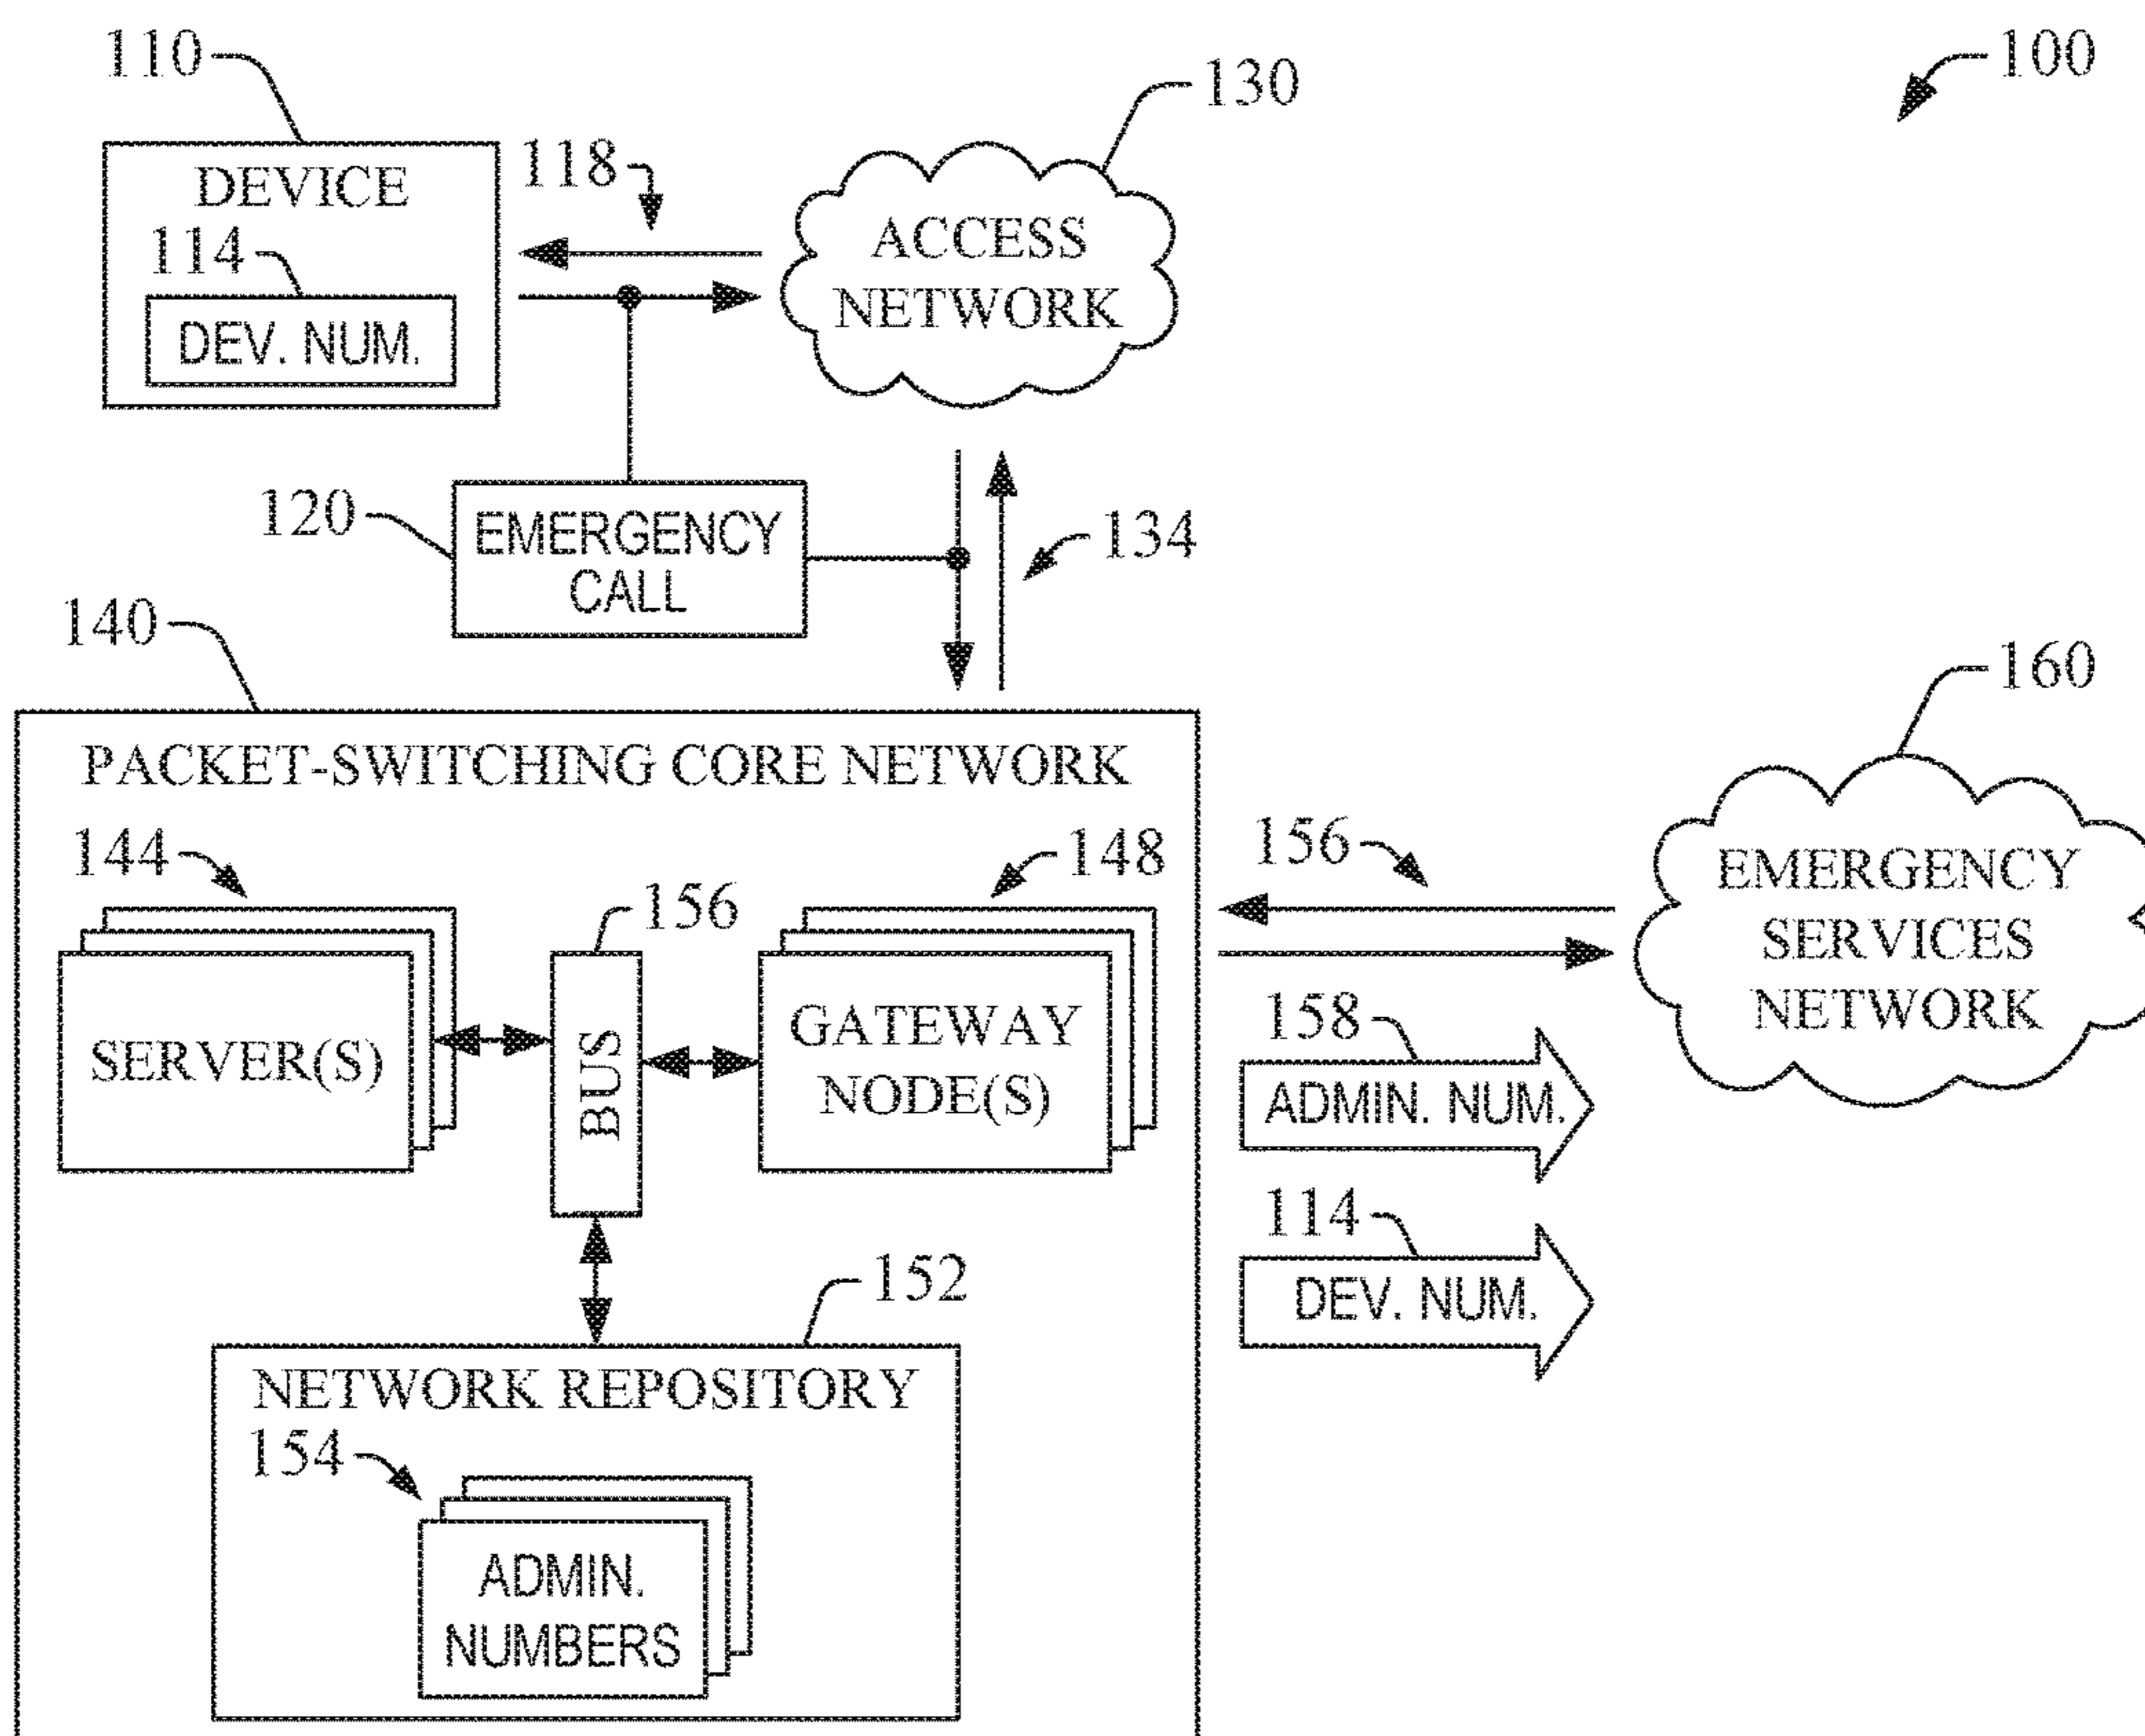 110
130
100
DEVICE
118
114
DEV. NUM.
ACCESS
NETWORK
120
EMERGENCY
CALL
134
140
160
PACKET-SWITCHING CORE NETWORK
144
156
148
156
EMERGENCY
SERVICES
NETWORK
SERVER(S)
BUS
GATEWAY
NODE(S)
158
ADMIN. NUM.
114
DEV. NUM.
152
NETWORK REPOSITORY
154
ADMIN.
NUMBERS